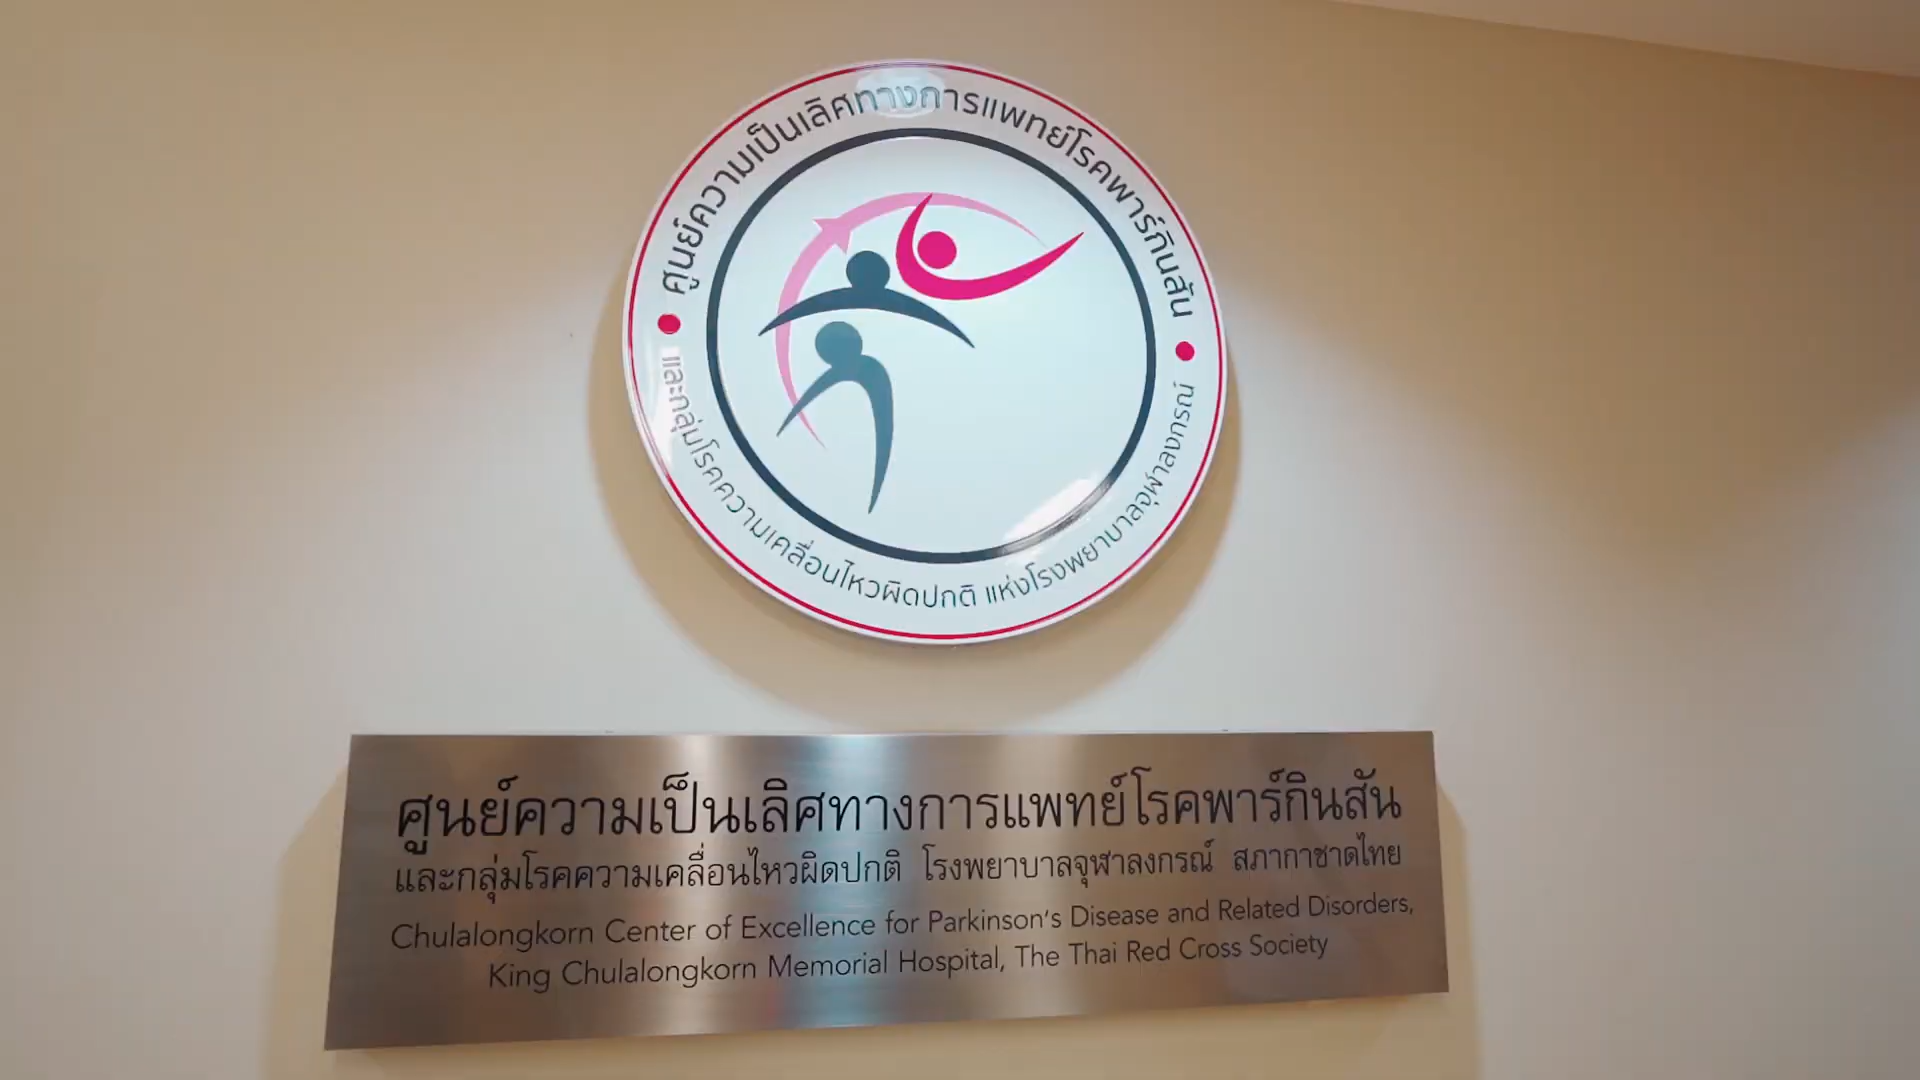 ศูนย์ความเป็นเลิศทางการแพทย์โรคพาร์กินสัน
และกลุ่มโรคความเคลื่อนไหวผิดปกติ แห่งโรงพยาบาลจุฬาลงกรณ์
ศูนย์ความเป็นเลิศทางการแพทย์โรคพาร์กินสัน
และกลุ่มโรคความเคลื่อนไหวผิดปกติ โรงพยาบาลจุฬาลงกรณ์ สภากาชาดไทย
Chulalongkorn Center of Excellence for Parkinson's Disease and Related Disorders,
King Chulalongkorn Memorial Hospital, The Thai Red Cross Society